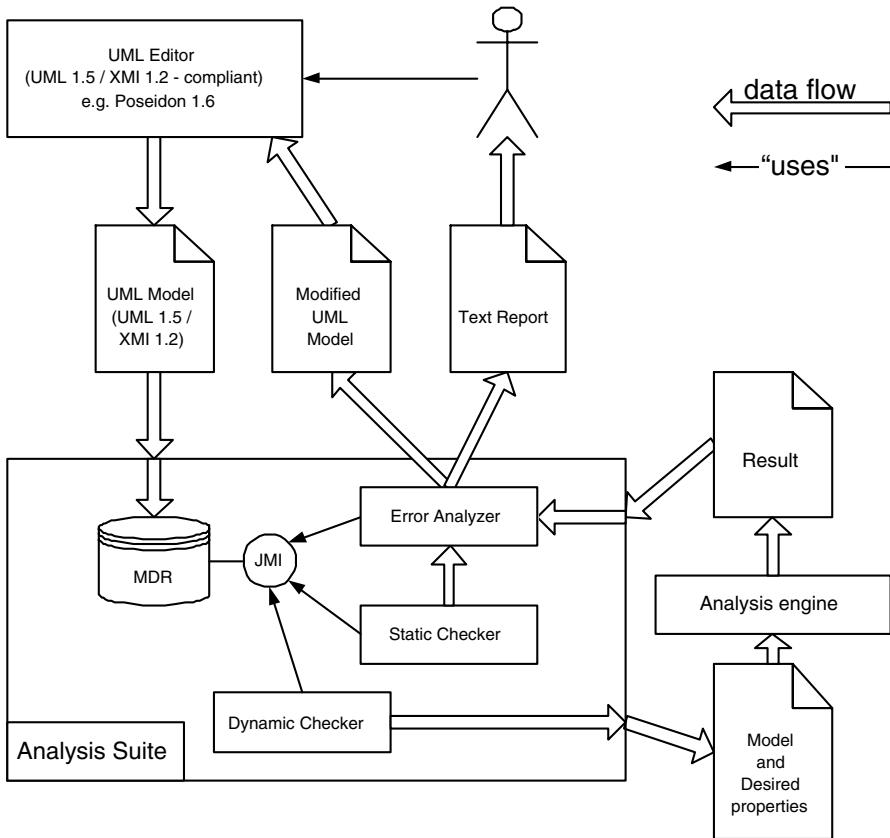 UML Editor
(UML 1.5 / XMI 1.2 - compliant)
e.g. Poseidon 1.6
data flow
“uses"
UML Model
(UML 1.5 /
XMI 1.2)
Modified
UML
Model
Text Report
Result
Error Analyzer
MDR
JMI
Static Checker
Analysis engine
Dynamic Checker
Analysis Suite
Model
and
Desired
properties